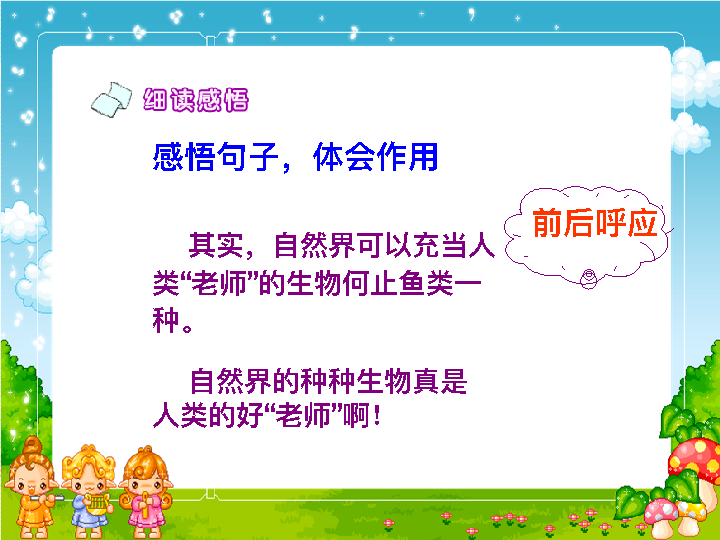 细读感悟
感悟句子，体会作用
前后呼应
其实，自然界可以充当人
类“老师”的生物何止鱼类一
种。
自然界的种种生物真是
人类的好“老师”啊！